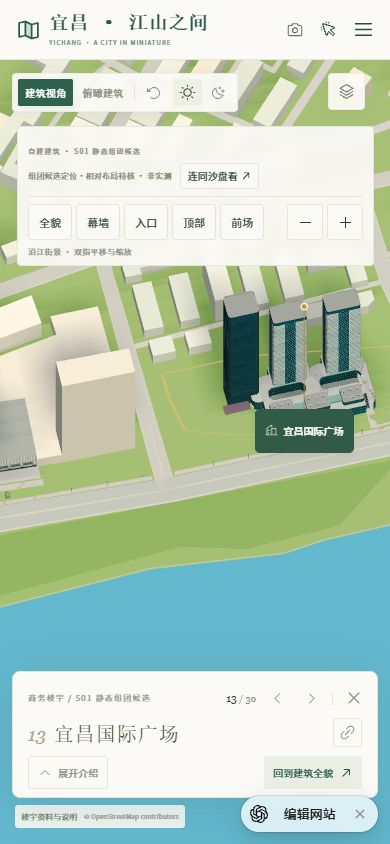 宜昌 · 江山之间
YICHANG · A CITY IN MINIATURE
建筑视角 俯瞰建筑
自建建筑 · S01 静态组团候选
组团候选定位 · 相对布局待核 · 非实测 连同沙盘看
全貌 幕墙 入口 顶部 前场
沿江街景 · 双指平移与缩放
宜昌国际广场
商务楼宇 / S01 静态组团候选 13 / 30
13 宜昌国际广场
展开介绍 回到建筑全貌
楼宇资料与说明 © OpenStreetMap contributors
编辑网站